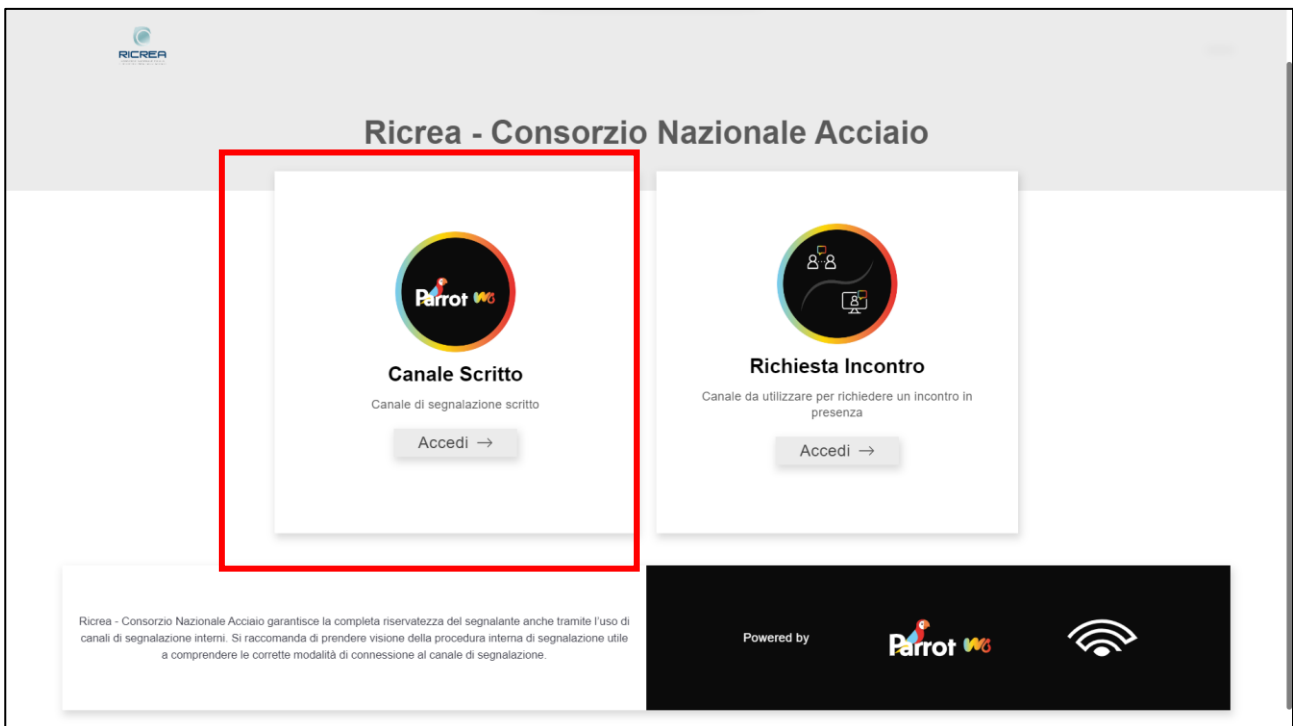 RICREA
Ricrea - Consorzio Nazionale Acciaio
Parrot WB
Canale Scritto
Canale di segnalazione scritto
Accedi →
Richiesta Incontro
Canale da utilizzare per richiedere un incontro in
presenza
Accedi →
Ricrea - Consorzio Nazionale Acciaio garantisce la completa riservatezza del segnalante anche tramite l'uso di
canali di segnalazione interni. Si raccomanda di prendere visione della procedura interna di segnalazione utile
a comprendere le corrette modalità di connessione al canale di segnalazione.
Powered by
Parrot WB